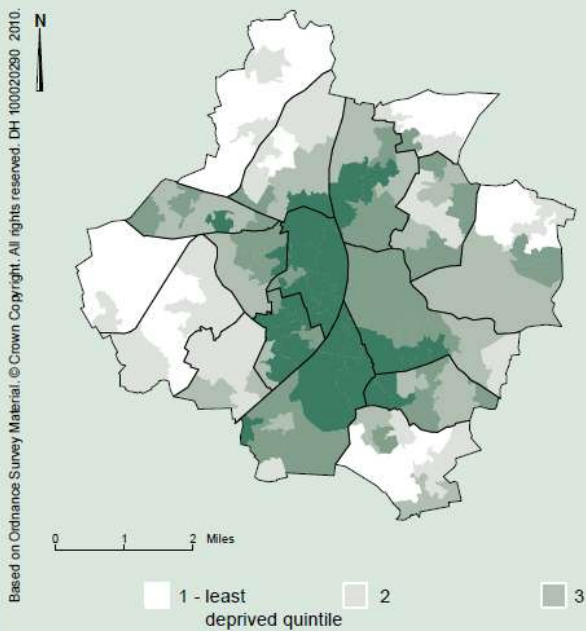 Based on Ordnance Survey Material. © Crown Copyright. All rights reserved. DH 100020290 2010.
N
0 1 2 Miles
1 - least
deprived quintile
2
3